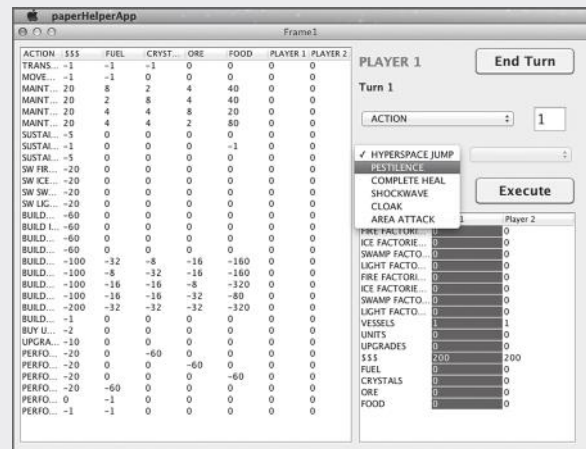 paperHelperApp
Frame1
ACTION $$$ FUEL CRYST... ORE FOOD PLAYER 1 PLAYER 2
TRANS... -1 -1 -1 0 0 0 0
MOVE... -1 -1 0 0 0 0 0
MAINT... 20 8 2 4 40 0 0
MAINT... 20 2 8 4 40 0 0
MAINT... 20 4 4 8 20 0 0
MAINT... 20 4 4 2 80 0 0
SUSTAI... -5 0 0 0 0 0 0
SUSTAI... -1 0 0 0 -1 0 0
SUSTAI... -5 0 0 0 0 0 0
SW FIR... -20 0 0 0 0 0 0
SW ICE... -20 0 0 0 0 0 0
SW SW... -20 0 0 0 0 0 0
SW LIG... -20 0 0 0 0 0 0
BUILD... -60 0 0 0 0 0 0
BUILD I... -60 0 0 0 0 0 0
BUILD... -60 0 0 0 0 0 0
BUILD... -60 0 0 0 0 0 0
BUILD... -100 -32 -8 -16 -160 0 0
BUILD... -100 -8 -32 -16 -160 0 0
BUILD... -100 -16 -16 -8 -320 0 0
BUILD... -100 -16 -16 -32 -80 0 0
BUILD... -200 -32 -32 -32 -320 0 0
BUILD... -1 0 0 0 0 0 0
BUY U... -2 0 0 0 0 0 0
UPGRA... -10 0 0 0 0 0 0
PERFO... -20 0 -60 0 0 0 0
PERFO... -20 0 0 -60 0 0 0
PERFO... -20 0 0 0 -60 0 0
PERFO... -20 -60 0 0 0 0 0
PERFO... 0 -1 0 0 0 0 0
PERFO... -1 -1 0 0 0 0 0
PLAYER 1
End Turn
Turn 1
ACTION
1
✓ HYPERSPACE JUMP
PESTILENCE
COMPLETE HEAL
SHOCKWAVE
CLOAK
AREA ATTACK
Execute
1 Player 2
FIRE FACTORI... 0 0
ICE FACTORIE... 0 0
SWAMP FACTO... 0 0
LIGHT FACTO... 0 0
FIRE FACTORI... 0 0
ICE FACTORIE... 0 0
SWAMP FACTO... 0 0
LIGHT FACTO... 0 0
VESSELS 1 1
UNITS 0 0
UPGRADES 0 0
$$$ 200 200
FUEL 0 0
CRYSTALS 0 0
ORE 0 0
FOOD 0 0